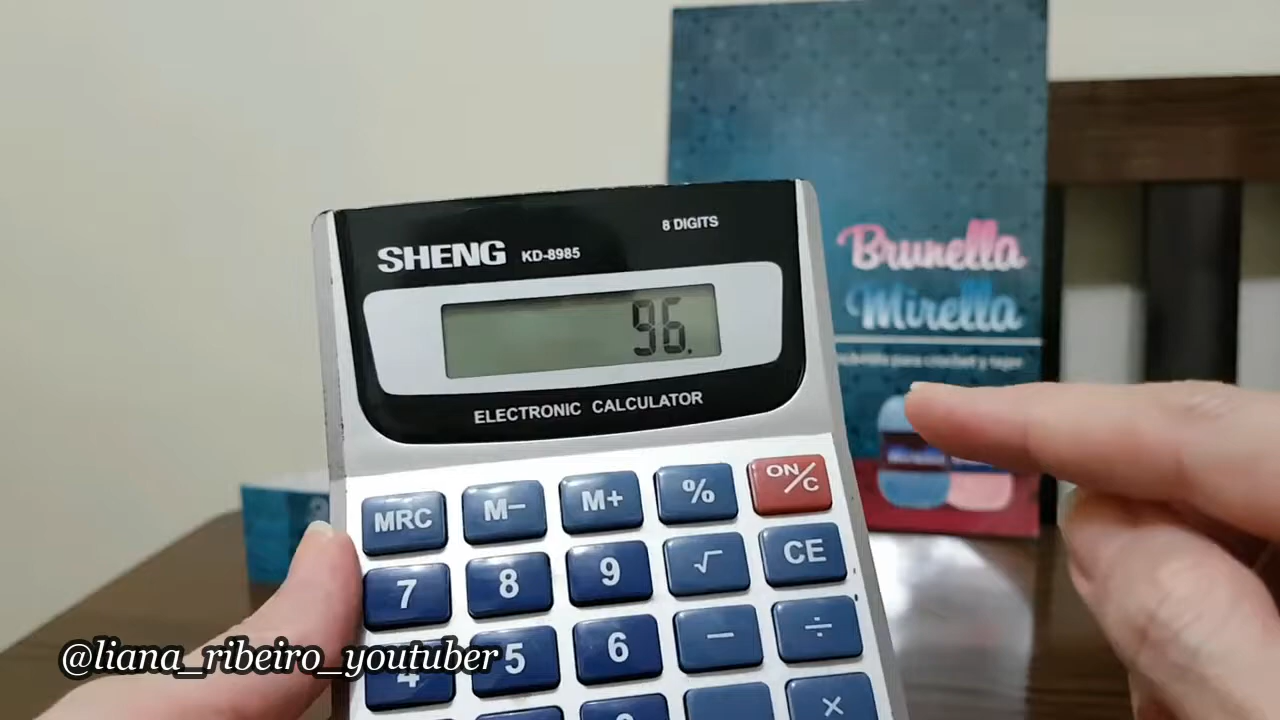 8 DIGITS
SHENG KD-8985
96.
ELECTRONIC CALCULATOR
Brunella
Mirella
MRC M− M+ % ON/C
7 8 9 √ CE
4 5 6 − ÷
×
@liana_ribeiro_youtuber